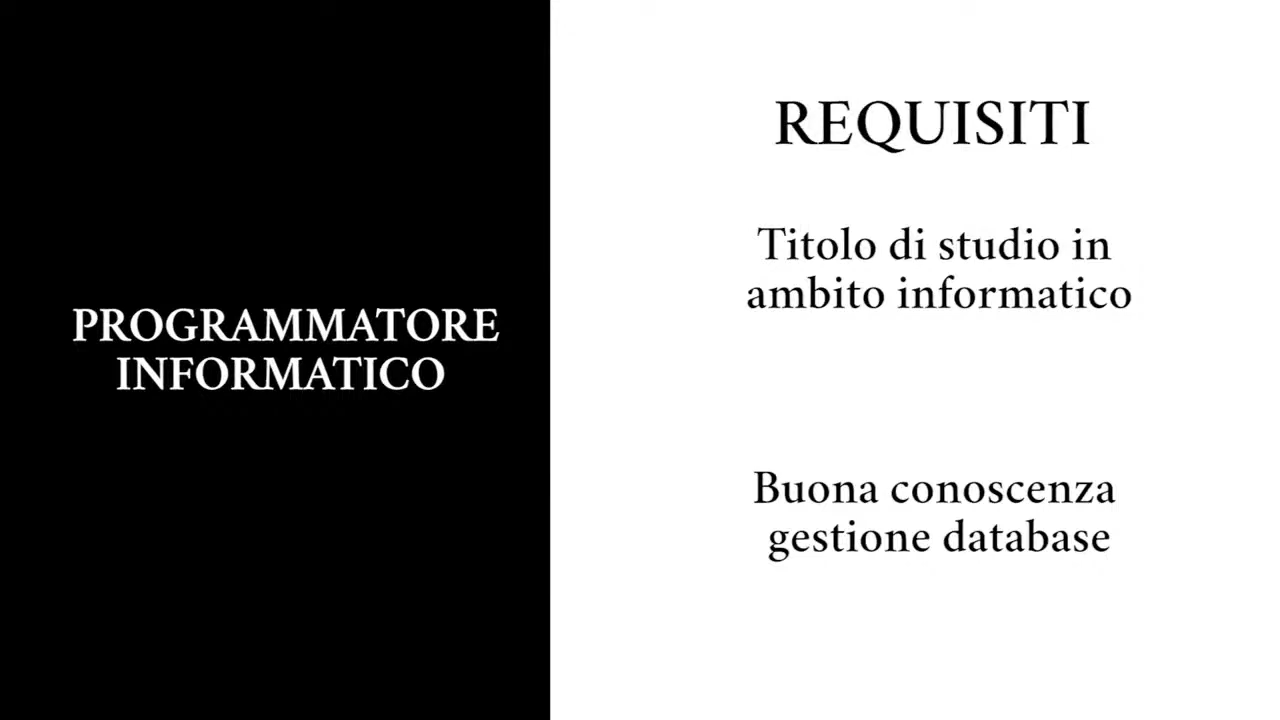 PROGRAMMATORE
INFORMATICO
REQUISITI
Titolo di studio in
ambito informatico
Buona conoscenza
gestione database